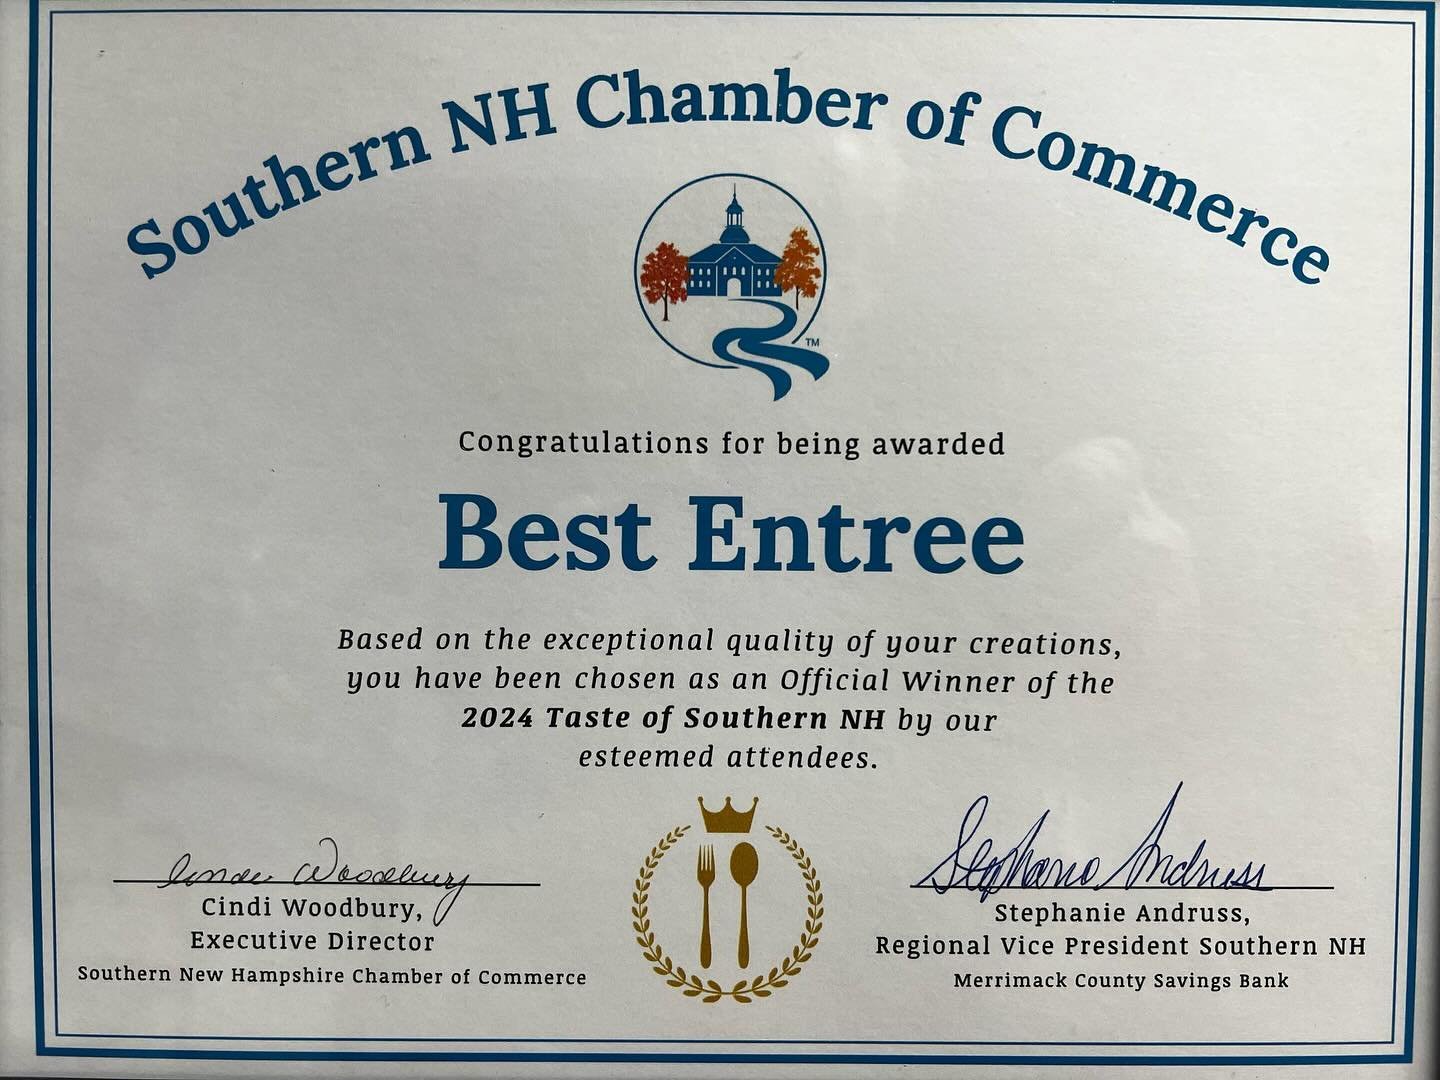 Southern NH Chamber of Commerce
TM
Congratulations for being awarded
Best Entree
Based on the exceptional quality of your creations,
you have been chosen as an Official Winner of the
2024 Taste of Southern NH by our
esteemed attendees.
Woodbury
Cindi Woodbury,
Executive Director
Southern New Hampshire Chamber of Commerce
Stephanie Andruss
Stephanie Andruss,
Regional Vice President Southern NH
Merrimack County Savings Bank